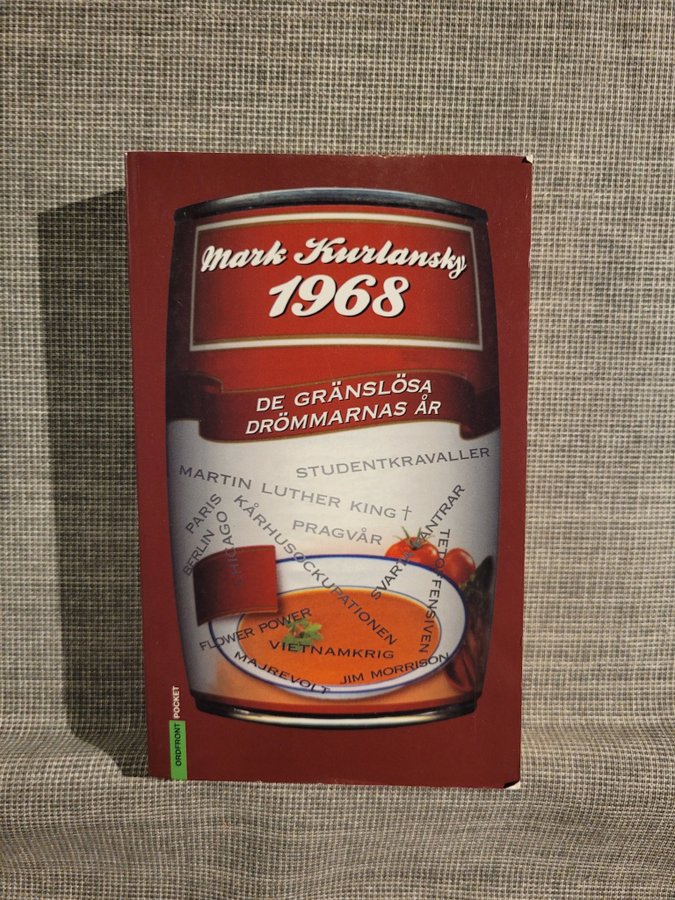 Mark Kurlansky
1968
DE GRÄNSLÖSA
DRÖMMARNAS ÅR
STUDENTKRAVALLER
MARTIN LUTHER KING†
PARIS
BERLIN
CHICAGO
KÅRHUSOCKUPATIONEN
PRAGVÅR
SVARTA PANTRAR
TETOFFENSIVEN
FLOWER POWER
VIETNAMKRIG
MAJREVOLT
JIM MORRISON
ORDFRONT POCKET